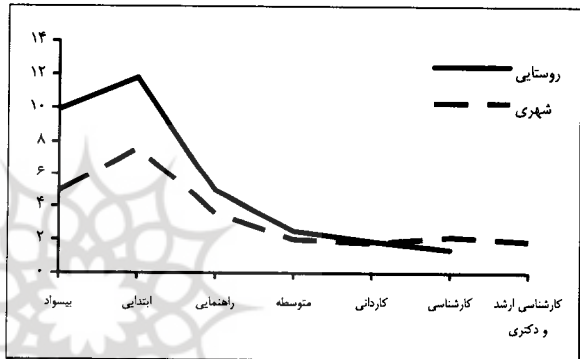 ۱۴
۱۲
۱۰
۸
۶
۴
۲
۰
روستایی
شهری
بیسواد
ابتدایی
راهنمایی
متوسطه
کاردانی
کارشناسی
کارشناسی ارشد
و دکتری